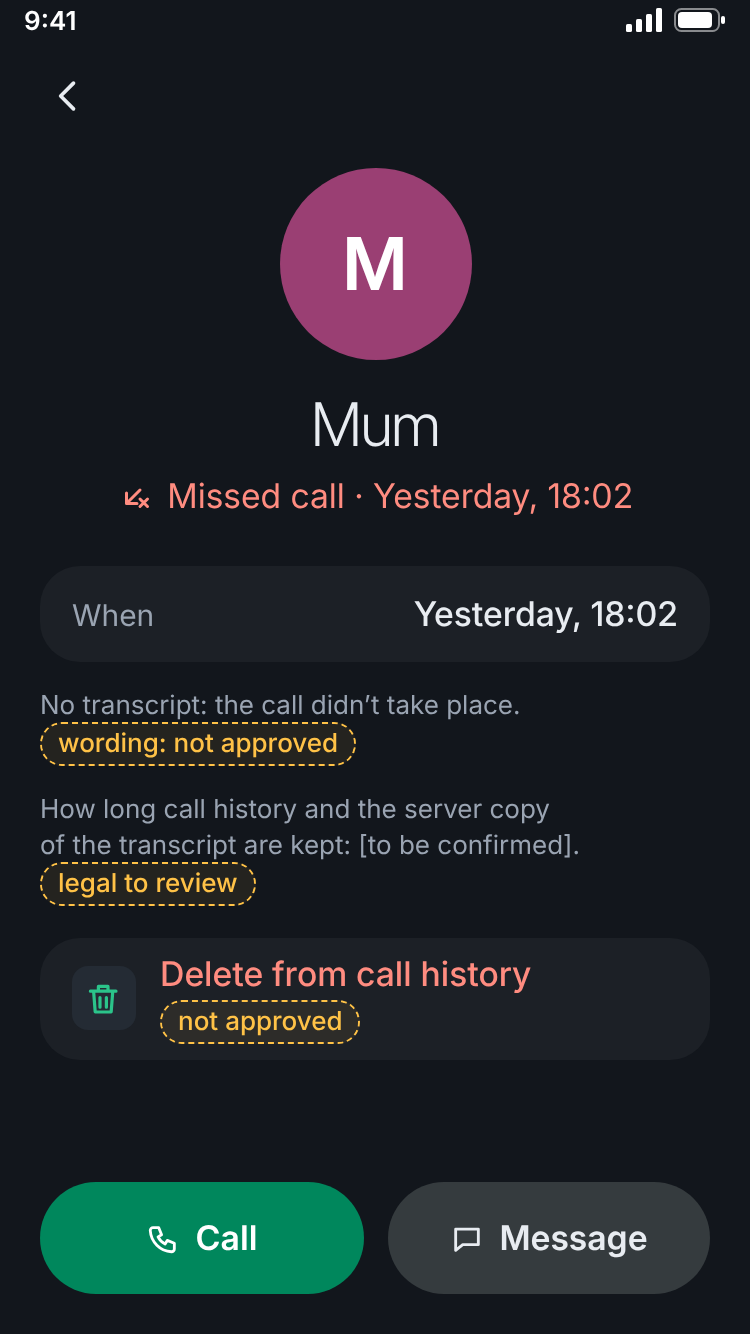 9:41
M
Mum
Missed call · Yesterday, 18:02
When Yesterday, 18:02
No transcript: the call didn’t take place.
wording: not approved
How long call history and the server copy
of the transcript are kept: [to be confirmed].
legal to review
Delete from call history
not approved
Call Message